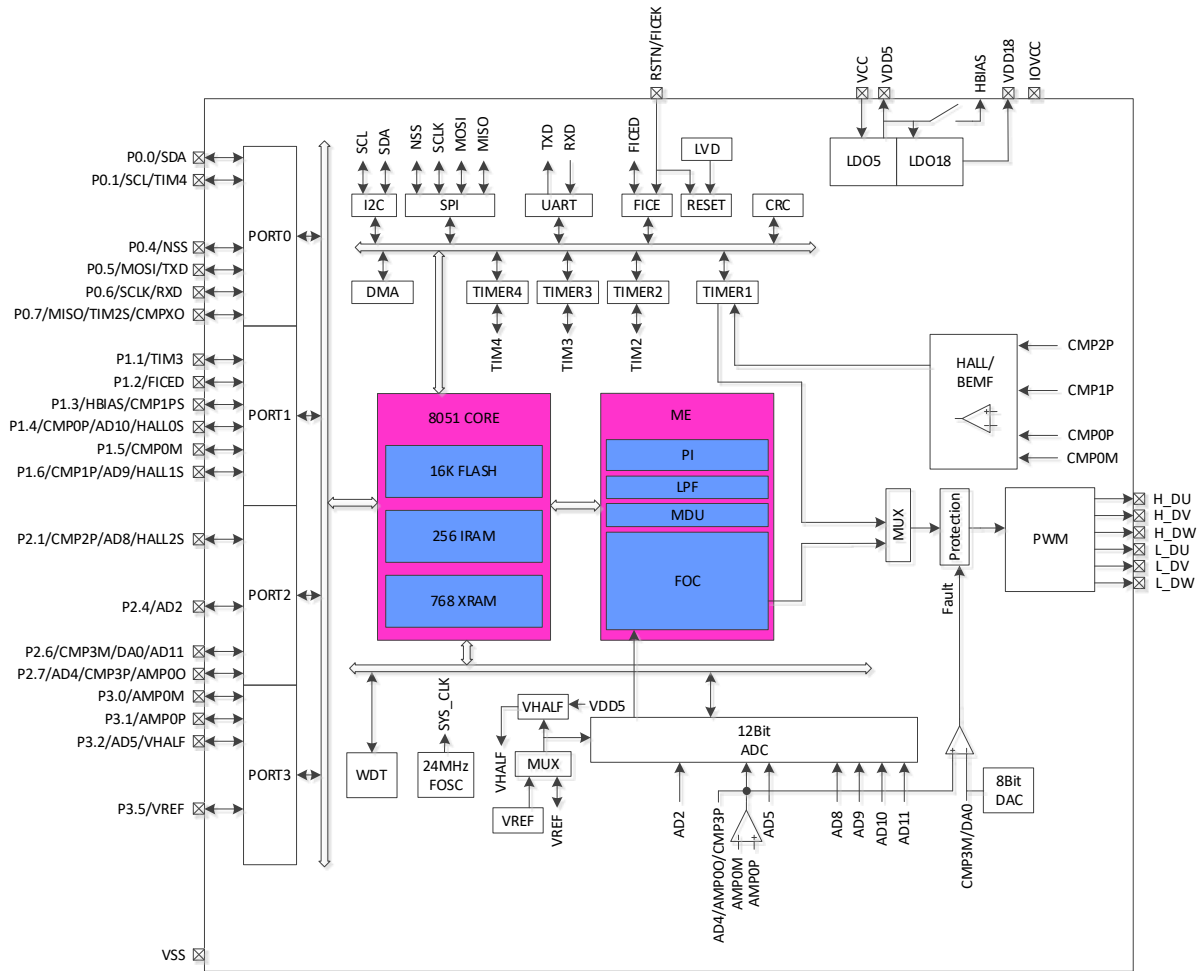 RSTN/FICEK
VCC
VDD5
HBIAS
VDD18
IOVCC
P0.0/SDA
P0.1/SCL/TIM4
P0.4/NSS
P0.5/MOSI/TXD
P0.6/SCLK/RXD
P0.7/MISO/TIM2S/CMPXO
P1.1/TIM3
P1.2/FICED
P1.3/HBIAS/CMP1PS
P1.4/CMP0P/AD10/HALL0S
P1.5/CMP0M
P1.6/CMP1P/AD9/HALL1S
P2.1/CMP2P/AD8/HALL2S
P2.4/AD2
P2.6/CMP3M/DA0/AD11
P2.7/AD4/CMP3P/AMP0O
P3.0/AMP0M
P3.1/AMP0P
P3.2/AD5/VHALF
P3.5/VREF
VSS
PORT0
PORT1
PORT2
PORT3
SCL
SDA
NSS
SCLK
MOSI
MISO
TXD
RXD
FICED
LVD
LDO5
LDO18
I2C
SPI
UART
FICE
RESET
CRC
DMA
TIMER4
TIMER3
TIMER2
TIMER1
TIM4
TIM3
TIM2
8051 CORE
16K FLASH
256 IRAM
768 XRAM
ME
PI
LPF
MDU
FOC
HALL/
BEMF
CMP2P
CMP1P
CMP0P
CMP0M
MUX
Protection
PWM
Fault
H_DU
H_DV
H_DW
L_DU
L_DV
L_DW
WDT
SYS_CLK
24MHz
FOSC
VHALF
VDD5
VHALF
MUX
VREF
VREF
12Bit
ADC
AD2
AD4/AMP0O/CMP3P
AMP0M
AMP0P
AD5
AD8
AD9
AD10
AD11
CMP3M/DA0
8Bit
DAC